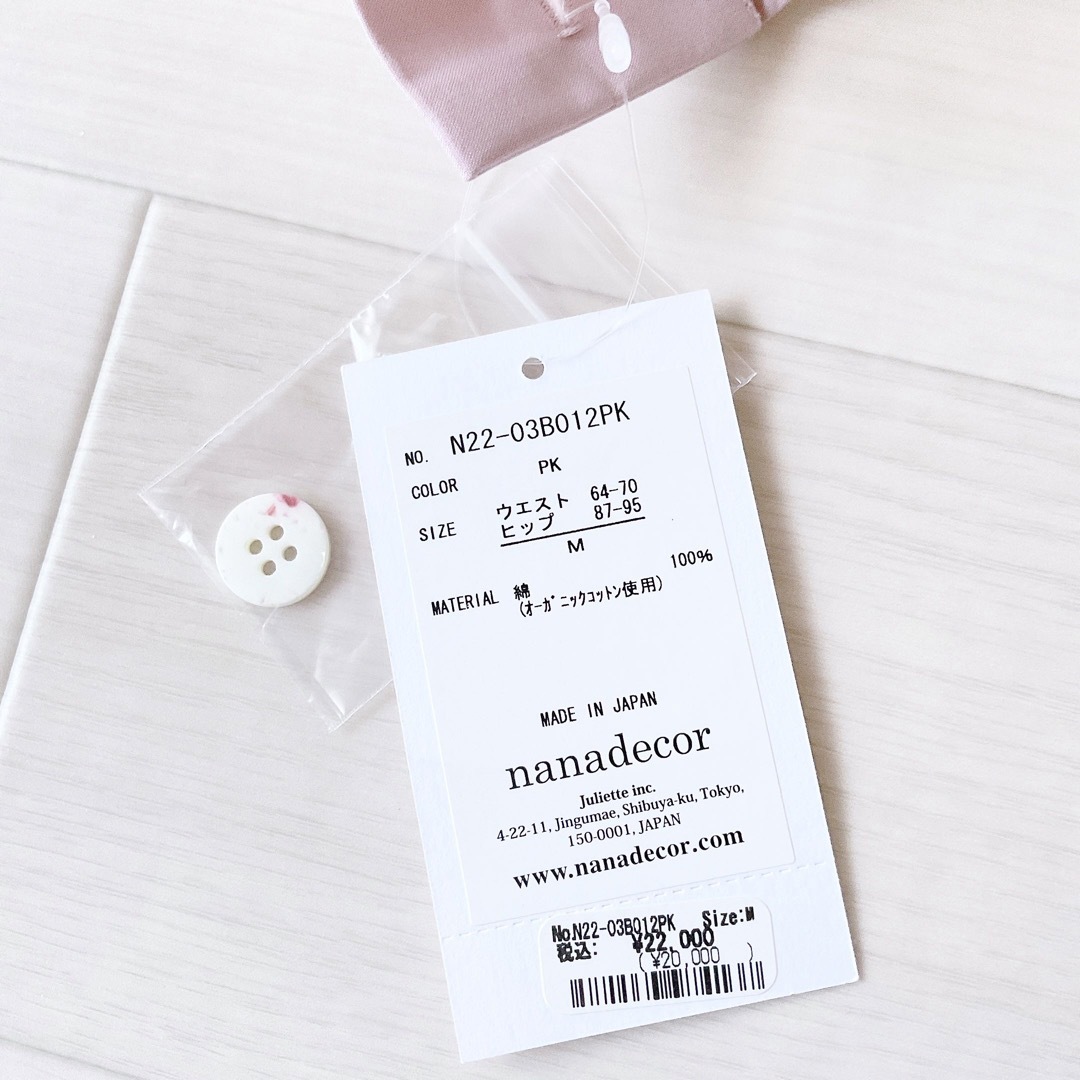 NO. N22-03B012PK
COLOR PK
SIZE ウエスト 64-70
ヒップ 87-95
M
MATERIAL 綿 100%
(オーガニックコットン使用)
MADE IN JAPAN
nanadecor
Juliette inc.
4-22-11, Jingumae, Shibuya-ku, Tokyo,
150-0001, JAPAN
www.nanadecor.com
No.N22-03B012PK Size:M
税込: ¥22,000
(¥20,000 )